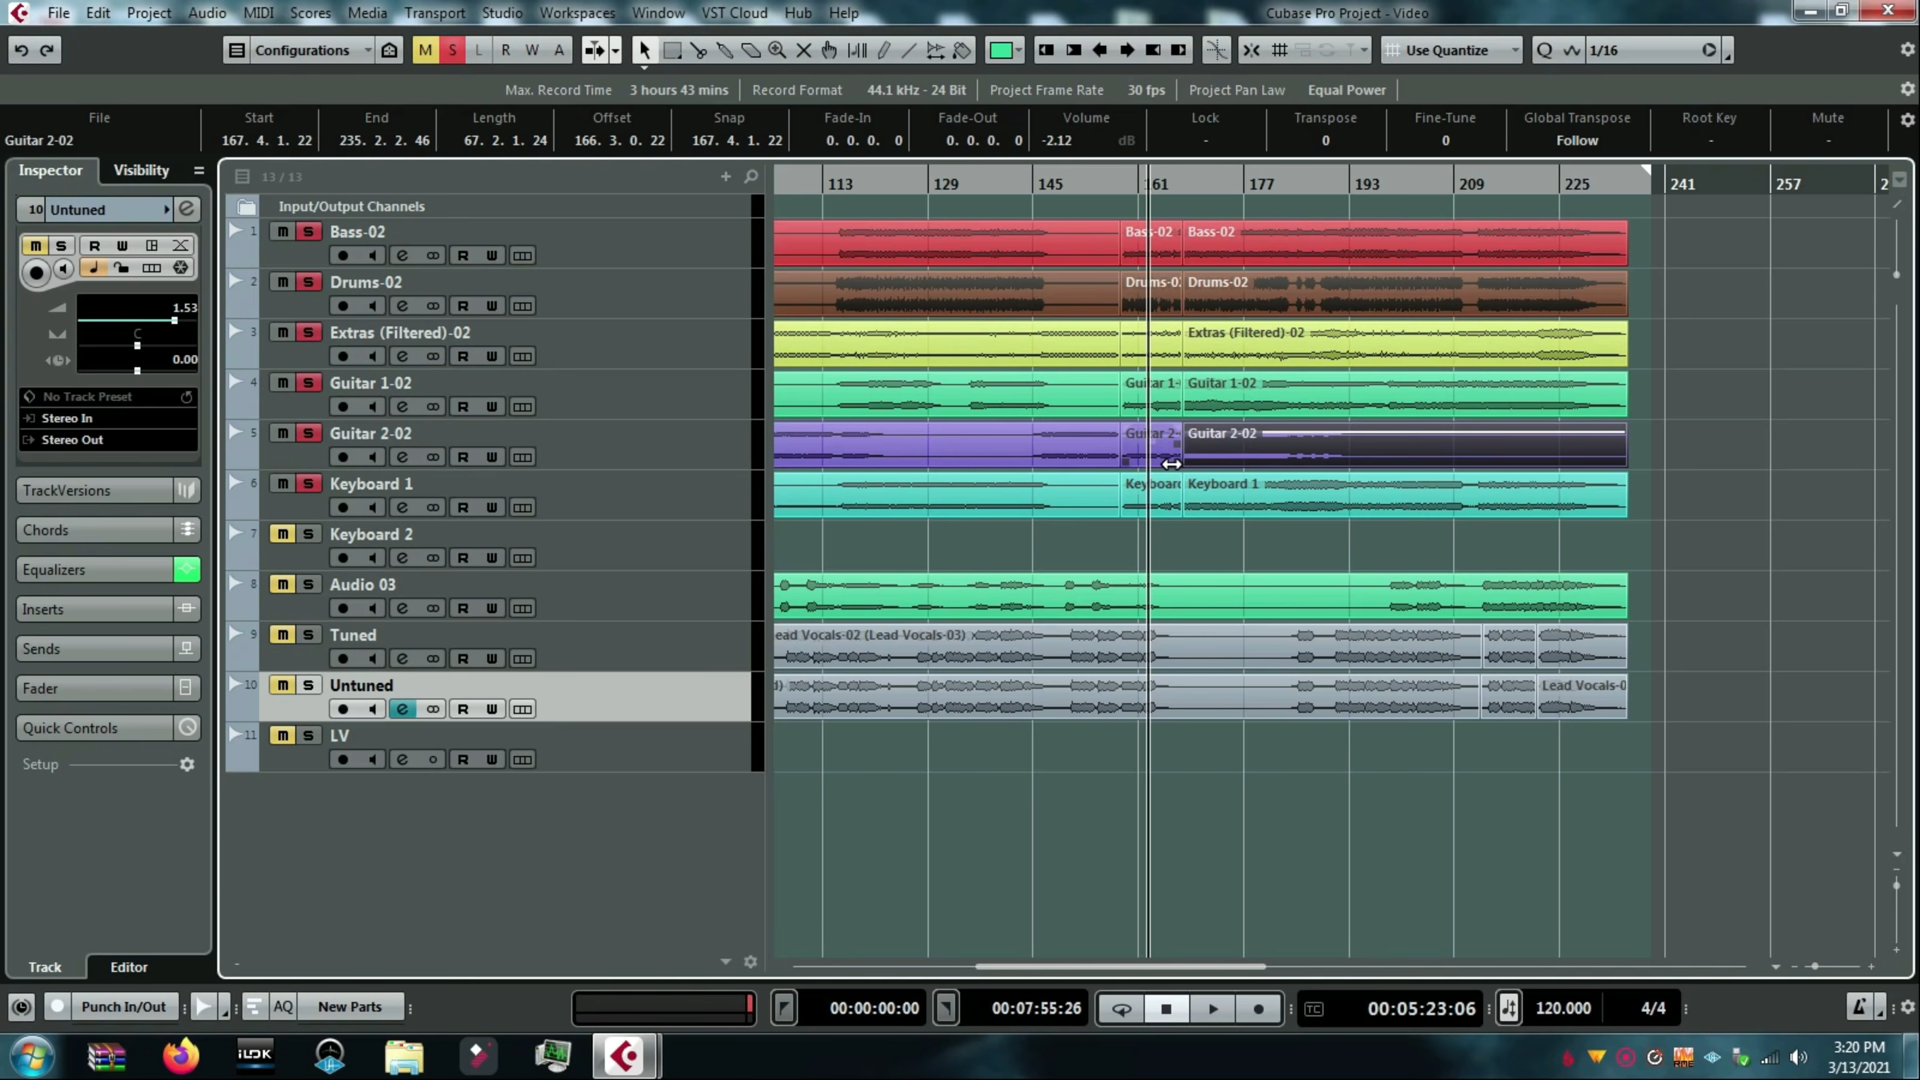 File Edit Project Audio MIDI Scores Media Transport Studio Workspaces Window VST Cloud Hub Help
Cubase Pro Project - Video
Configurations
M S L R W A
Use Quantize
Q
1/16
Max. Record Time 3 hours 43 mins
Record Format 44.1 kHz - 24 Bit
Project Frame Rate 30 fps
Project Pan Law Equal Power
File Start End Length Offset Snap Fade-In Fade-Out Volume Lock Transpose Fine-Tune Global Transpose Root Key Mute
Guitar 2-02 167. 4. 1. 22 235. 2. 2. 46 67. 2. 1. 24 166. 3. 0. 22 167. 4. 1. 22 0. 0. 0. 0 0. 0. 0. 0 -2.12 dB - 0 0 Follow - -
Inspector Visibility
13 / 13
113 129 145 161 177 193 209 225 241 257 2
10 Untuned
Input/Output Channels
M S R W
1.53
C
0.00
No Track Preset
Stereo In
Stereo Out
TrackVersions
Chords
Equalizers
Inserts
Sends
Fader
Quick Controls
Setup
1 m S Bass-02
R W
Bass-02 Bass-02
2 m S Drums-02
R W
Drums-0 Drums-02
3 m S Extras (Filtered)-02
R W
Extras (Filtered)-02
4 m S Guitar 1-02
R W
Guitar 1- Guitar 1-02
5 m S Guitar 2-02
R W
Guitar 2- Guitar 2-02
6 m S Keyboard 1
R W
Keyboard Keyboard 1
7 m S Keyboard 2
R W
8 m S Audio 03
R W
9 m S Tuned
R W
ead Vocals-02 (Lead Vocals-03)
10 m S Untuned
R W
Lead Vocals-0
11 m S LV
R W
Track Editor
Punch In/Out
AQ
New Parts
00:00:00:00
00:07:55:26
TC
00:05:23:06
120.000
4/4
iLOK
RME
3:20 PM
3/13/2021